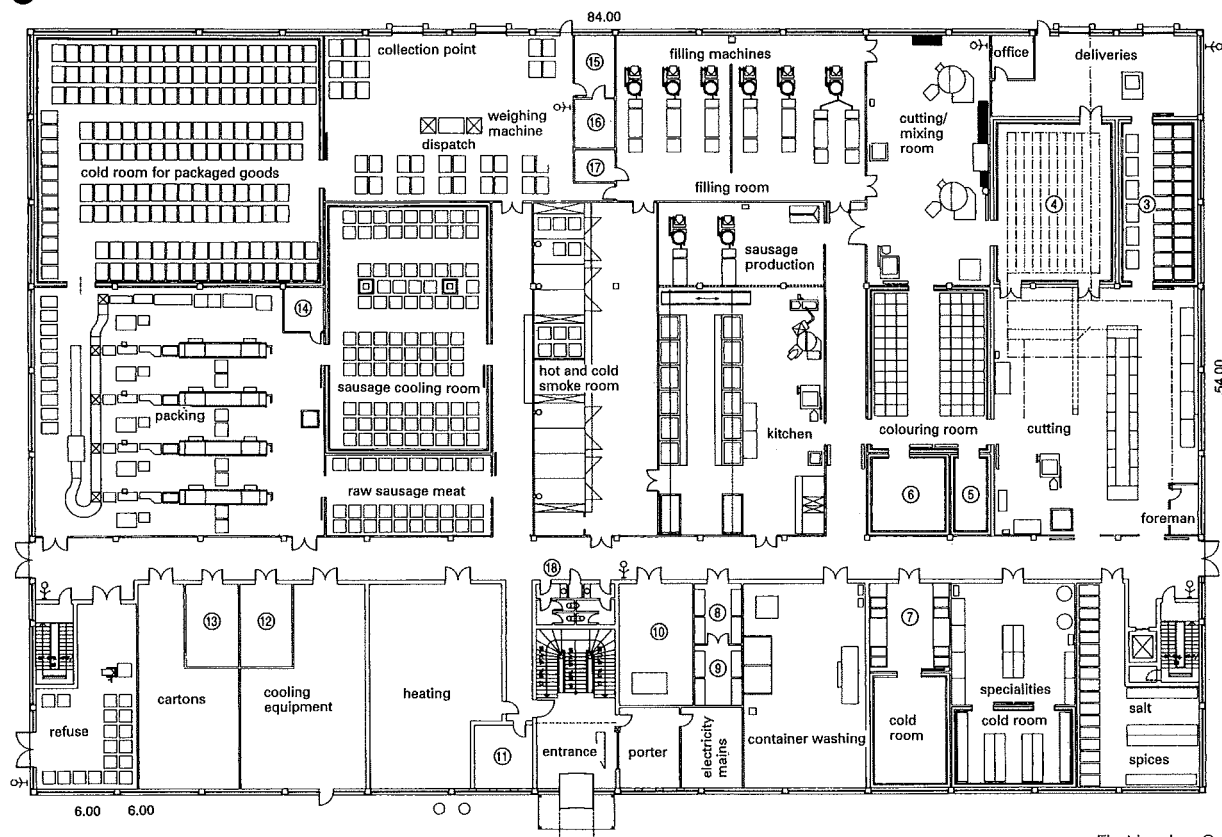 84.00
collection point
15
filling machines
office
deliveries
16
weighing
machine
dispatch
cutting/
mixing
room
cold room for packaged goods
17
filling room
4
3
sausage
production
14
hot and cold
smoke room
sausage cooling room
54.00
packing
kitchen
colouring room
cutting
raw sausage meat
6
5
foreman
18
13
12
10
8
7
9
cartons
cooling
equipment
heating
specialities
refuse
11
entrance
porter
electricity
mains
container washing
cold
room
cold room
salt
spices
6.00
6.00